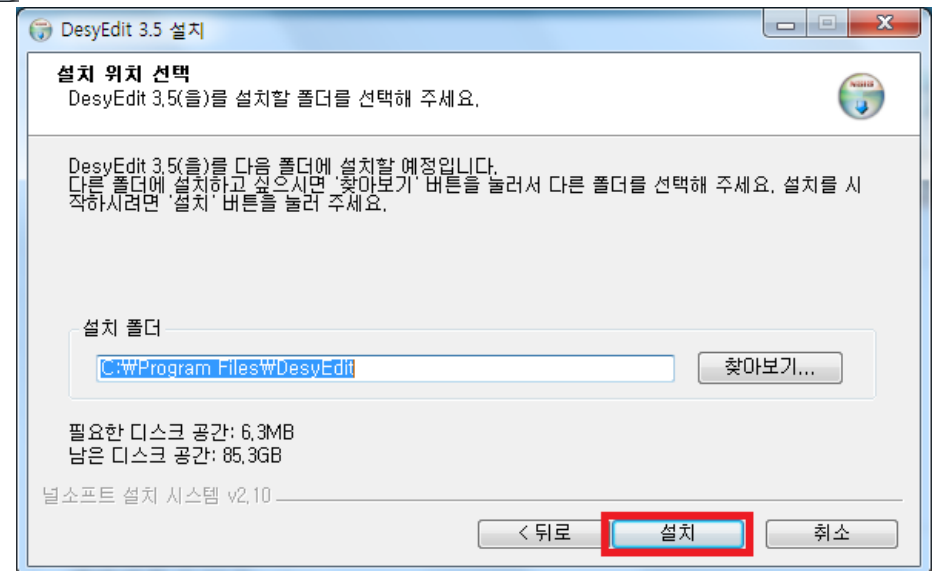 DesyEdit 3.5 설치
설치 위치 선택
DesyEdit 3,5(을)를 설치할 폴더를 선택해 주세요,
DesyEdit 3,5(을)를 다음 폴더에 설치할 예정입니다,
다른 폴더에 설치하고 싶으시면 '찾아보기' 버튼을 눌러서 다른 폴더를 선택해 주세요, 설치를 시
작하시려면 '설치' 버튼을 눌러 주세요,
설치 폴더
C:₩Program Files₩DesyEdit
찾아보기...
필요한 디스크 공간: 6,3MB
남은 디스크 공간: 85,3GB
널소프트 설치 시스템 v2,10
< 뒤로
설치
취소